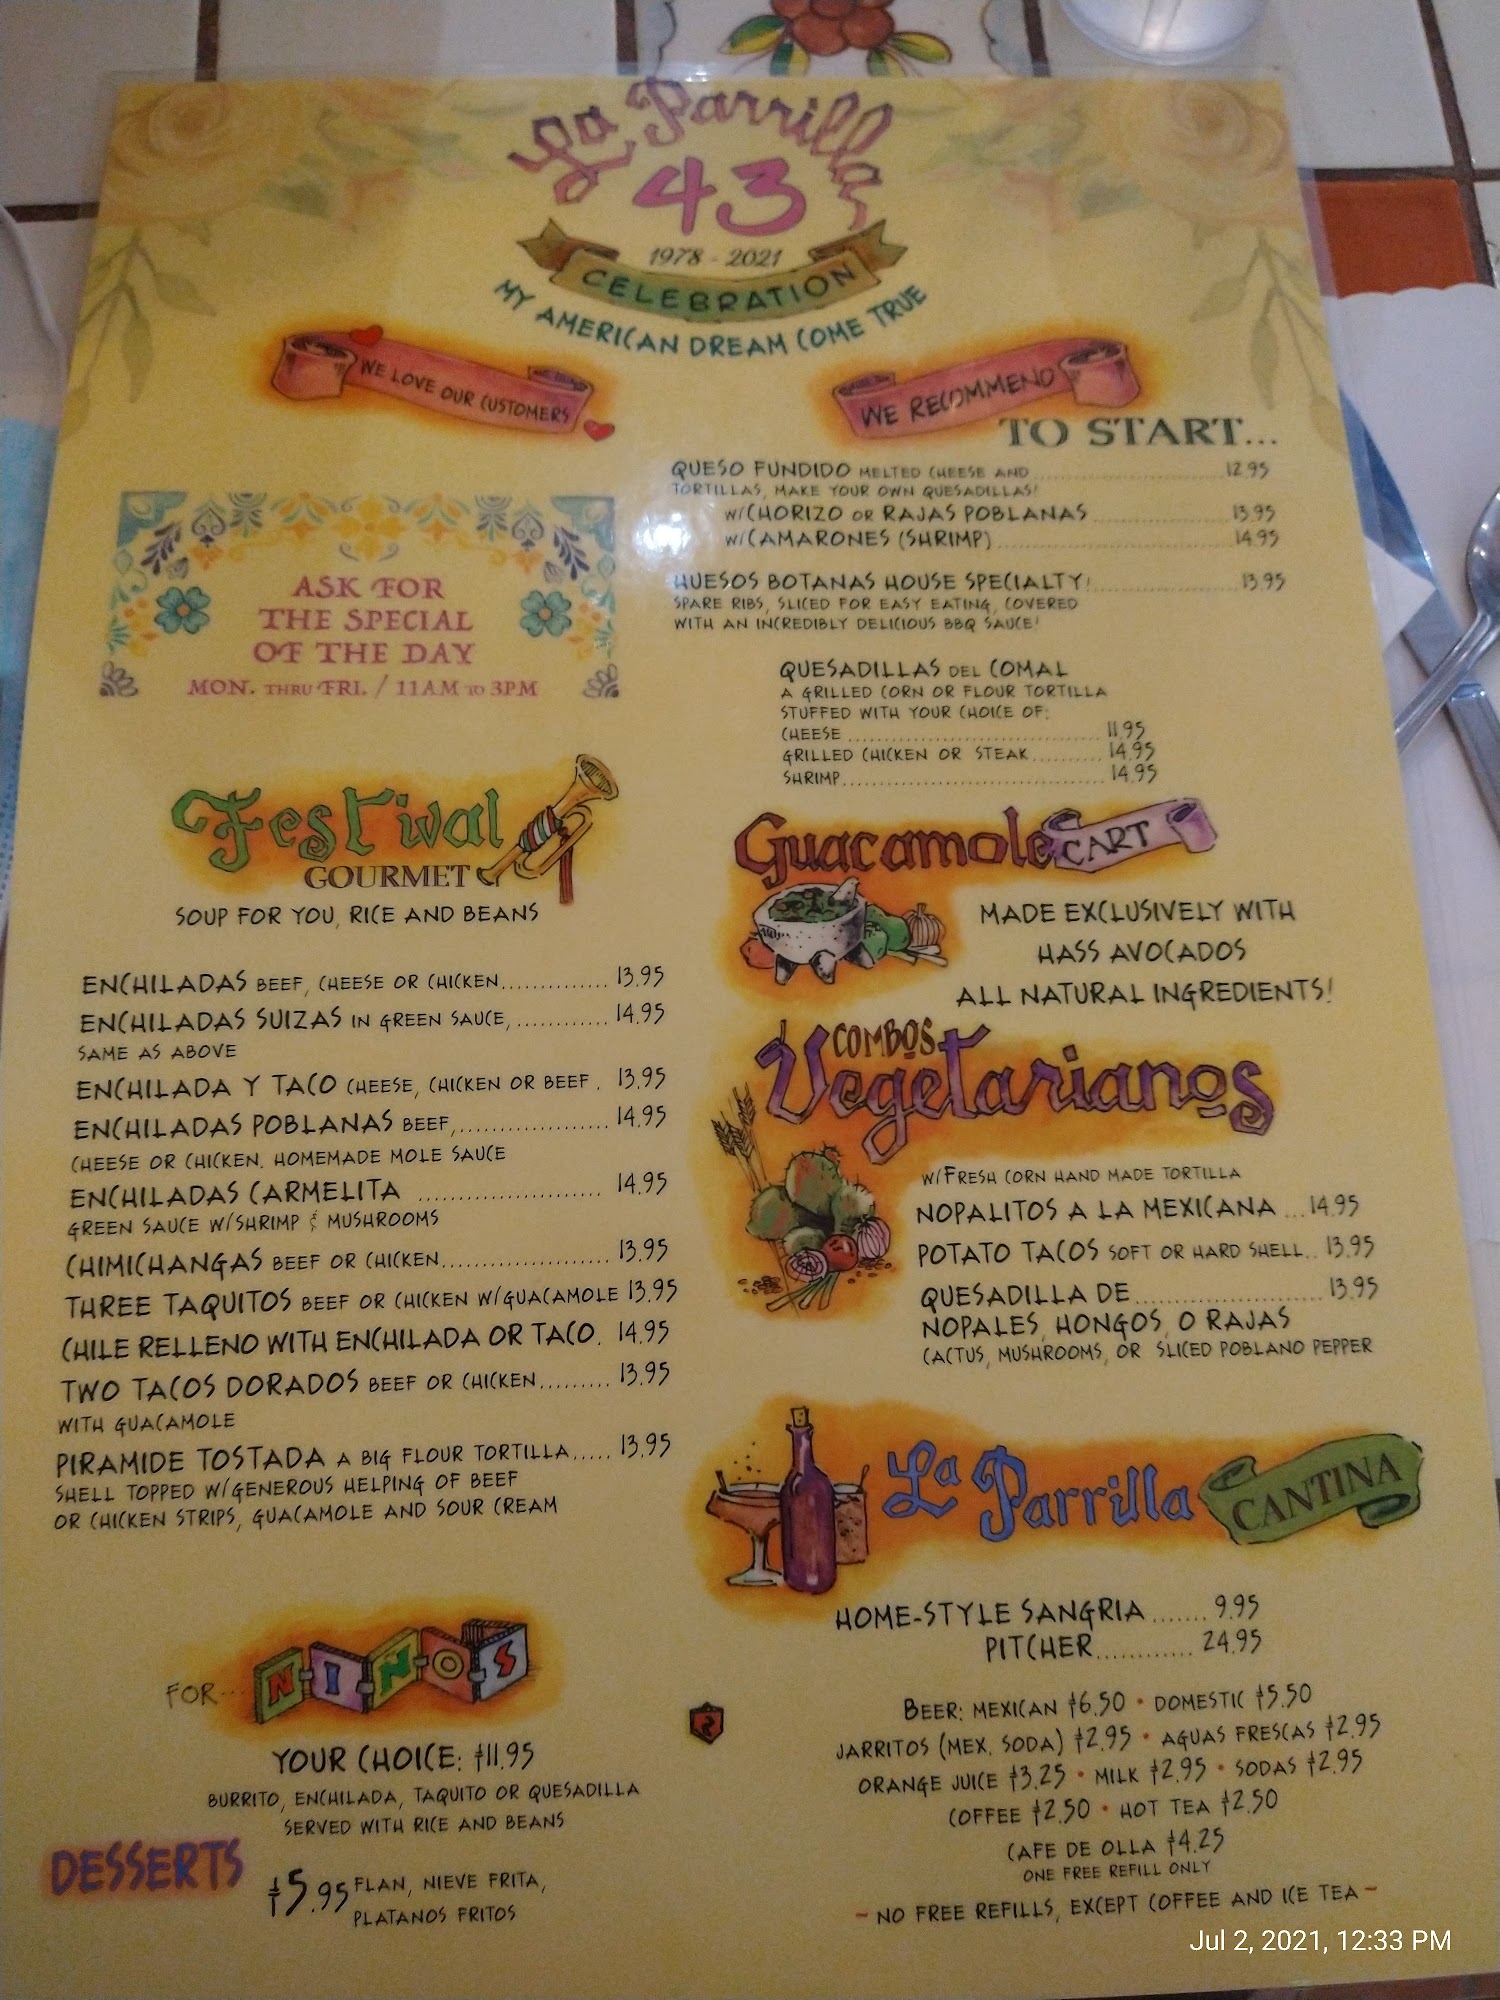 La Parrilla
43
1978 - 2021
CELEBRATION
MY AMERICAN DREAM COME TRUE
WE LOVE OUR CUSTOMERS
ASK FOR
THE SPECIAL
OF THE DAY
MON. THRU FRI. / 11AM TO 3PM
Festival
GOURMET
SOUP FOR YOU, RICE AND BEANS
ENCHILADAS BEEF, CHEESE OR CHICKEN.............. 13.95
ENCHILADAS SUIZAS IN GREEN SAUCE,............ 14.95
SAME AS ABOVE
ENCHILADA Y TACO CHEESE, CHICKEN OR BEEF . 13.95
ENCHILADAS POBLANAS BEEF,..................... 14.95
CHEESE OR CHICKEN. HOMEMADE MOLE SAUCE
ENCHILADAS CARMELITA ......................... 14.95
GREEN SAUCE W/SHRIMP & MUSHROOMS
CHIMICHANGAS BEEF OR CHICKEN....................... 13.95
THREE TAQUITOS BEEF OR CHICKEN W/GUACAMOLE 13.95
CHILE RELLENO WITH ENCHILADA OR TACO. 14.95
TWO TACOS DORADOS BEEF OR CHICKEN.......... 13.95
WITH GUACAMOLE
PIRAMIDE TOSTADA A BIG FLOUR TORTILLA..... 13.95
SHELL TOPPED W/GENEROUS HELPING OF BEEF
OR CHICKEN STRIPS, GUACAMOLE AND SOUR CREAM
FOR... NIÑOS
YOUR CHOICE: $11.95
BURRITO, ENCHILADA, TAQUITO OR QUESADILLA
SERVED WITH RICE AND BEANS
DESSERTS
$5.95 FLAN, NIEVE FRITA,
PLATANOS FRITOS
WE RECOMMEND
TO START...
QUESO FUNDIDO MELTED CHEESE AND ........................... 12.95
TORTILLAS, MAKE YOUR OWN QUESADILLAS!
W/CHORIZO OR RAJAS POBLANAS .................... 13.95
W/CAMARONES (SHRIMP)................................. 14.95
HUESOS BOTANAS HOUSE SPECIALTY!..................... 13.95
SPARE RIBS, SLICED FOR EASY EATING, COVERED
WITH AN INCREDIBLY DELICIOUS BBQ SAUCE!
QUESADILLAS DEL COMAL
A GRILLED CORN OR FLOUR TORTILLA
STUFFED WITH YOUR CHOICE OF:
CHEESE .................................... 11.95
GRILLED CHICKEN OR STEAK.......... 14.95
SHRIMP..................................... 14.95
Guacamole CART
MADE EXCLUSIVELY WITH
HASS AVOCADOS
ALL NATURAL INGREDIENTS!
COMBOS
Vegetarianos
W/FRESH CORN HAND MADE TORTILLA
NOPALITOS A LA MEXICANA ...14.95
POTATO TACOS SOFT OR HARD SHELL.. 13.95
QUESADILLA DE......................... 13.95
NOPALES, HONGOS, O RAJAS
CACTUS, MUSHROOMS, OR SLICED POBLANO PEPPER
La Parrilla CANTINA
HOME-STYLE SANGRIA ....... 9.95
PITCHER............ 24.95
BEER: MEXICAN $6.50 • DOMESTIC $5.50
JARRITOS (MEX. SODA) $2.95 • AGUAS FRESCAS $2.95
ORANGE JUICE $3.25 • MILK $2.95 • SODAS $2.95
COFFEE $2.50 • HOT TEA $2.50
CAFE DE OLLA $4.25
ONE FREE REFILL ONLY
~NO FREE REFILLS, EXCEPT COFFEE AND ICE TEA~
Jul 2, 2021, 12:33 PM